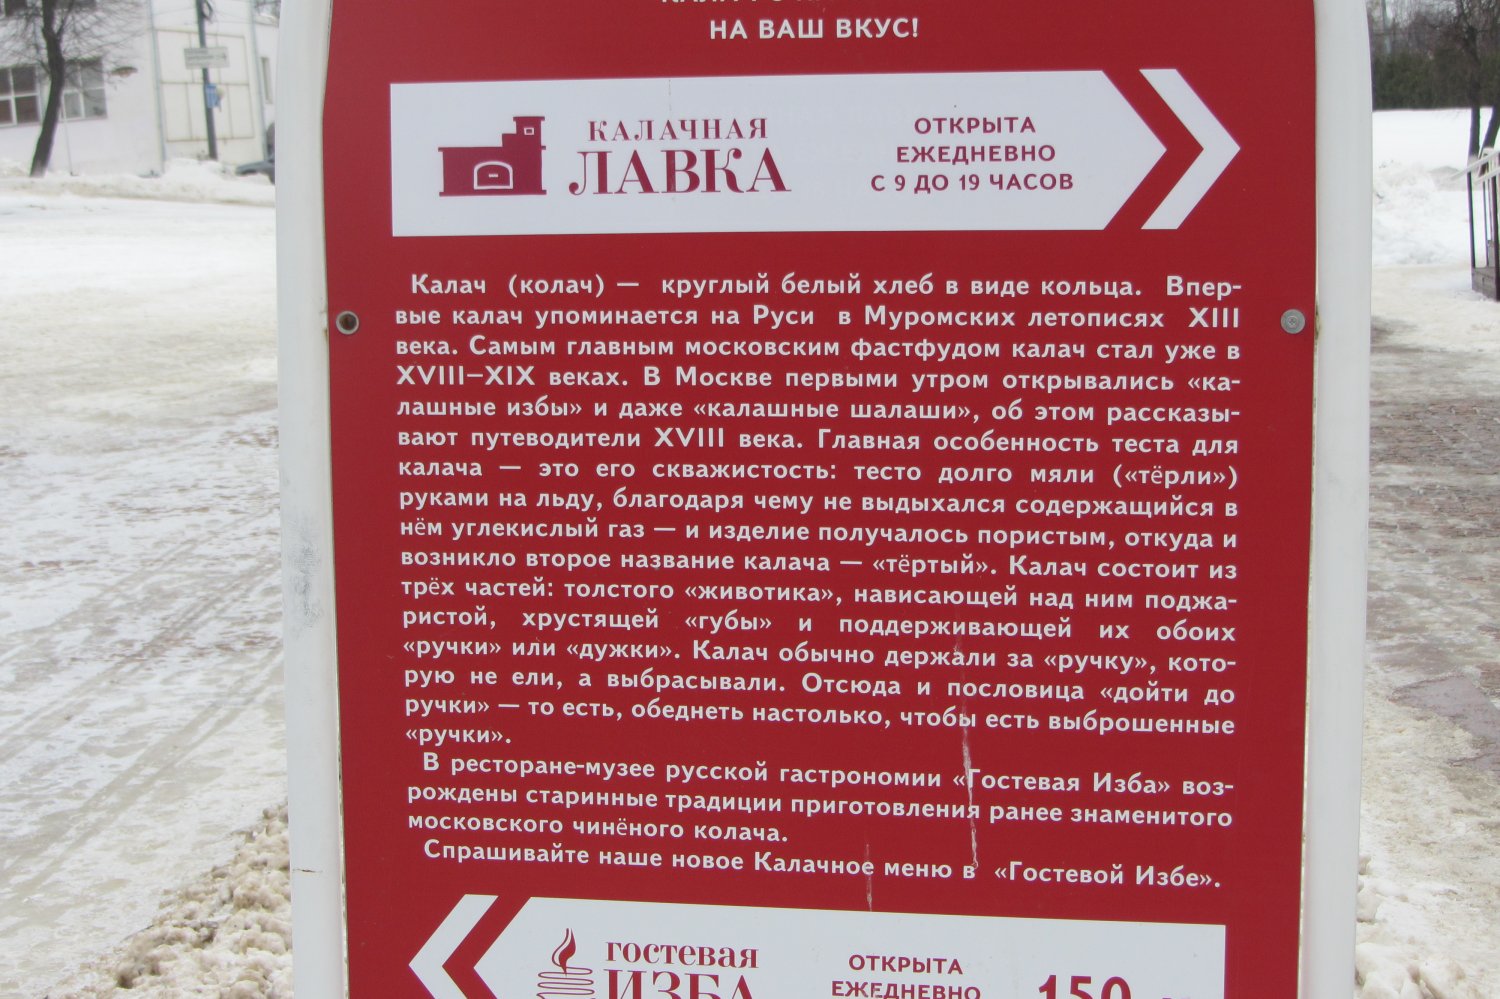 НА ВАШ ВКУС!
КАЛАЧНАЯ
ЛАВКА
ОТКРЫТА
ЕЖЕДНЕВНО
С 9 ДО 19 ЧАСОВ
Калач (колач) — круглый белый хлеб в виде кольца. Впер-
вые калач упоминается на Руси в Муромских летописях XIII
века. Самым главным московским фастфудом калач стал уже в
XVIII–XIX веках. В Москве первыми утром открывались «ка-
лашные избы» и даже «калашные шалаши», об этом рассказы-
вают путеводители XVIII века. Главная особенность теста для
калача — это его скважистость: тесто долго мяли («тёрли»)
руками на льду, благодаря чему не выдыхался содержащийся в
нём углекислый газ — и изделие получалось пористым, откуда и
возникло второе название калача — «тёртый». Калач состоит из
трёх частей: толстого «животика», нависающей над ним поджа-
ристой, хрустящей «губы» и поддерживающей их обоих
«ручки» или «дужки». Калач обычно держали за «ручку», кото-
рую не ели, а выбрасывали. Отсюда и пословица «дойти до
ручки» — то есть, обеднеть настолько, чтобы есть выброшенные
«ручки».
В ресторане-музее русской гастрономии «Гостевая Изба» воз-
рождены старинные традиции приготовления ранее знаменитого
московского чинёного колача.
Спрашивайте наше новое Калачное меню в «Гостевой Избе».
гостевая
ИЗБА
ОТКРЫТА
ЕЖЕДНЕВНО
150